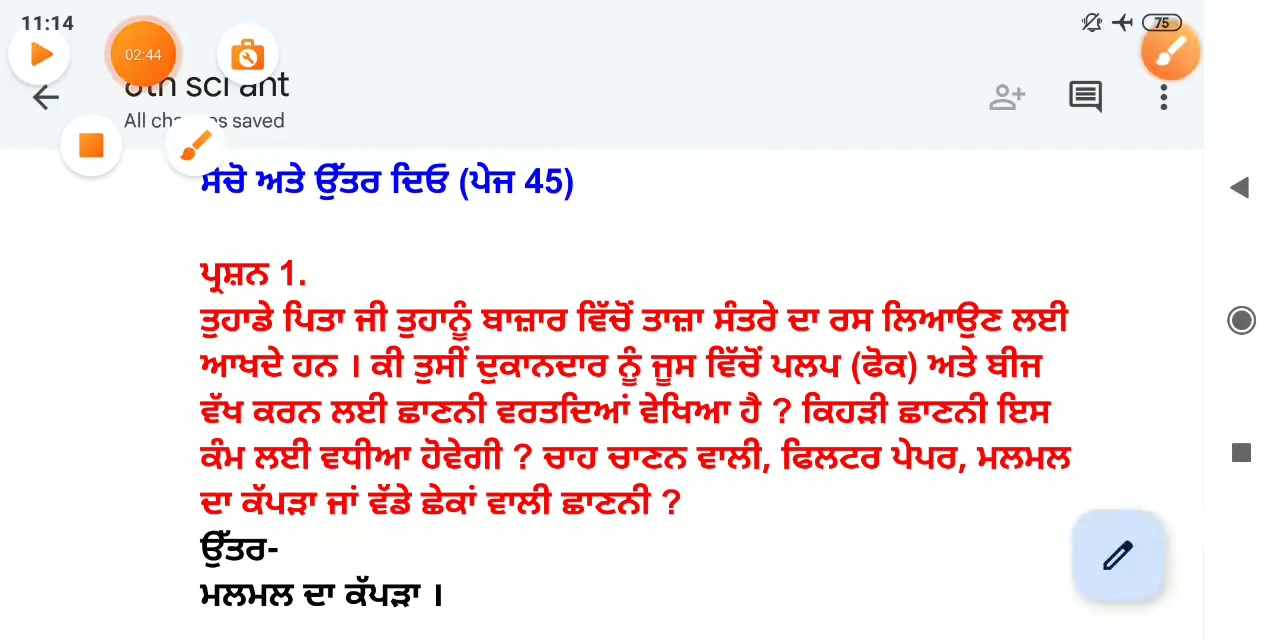 11:14
75
02:44
6th sci ant
All saved
ਅਤੇ ਉੱਤਰ ਦਿਓ (ਪੇਜ 45)
ਪ੍ਰਸ਼ਨ 1.
ਤੁਹਾਡੇ ਪਿਤਾ ਜੀ ਤੁਹਾਨੂੰ ਬਾਜ਼ਾਰ ਵਿੱਚੋਂ ਤਾਜ਼ਾ ਸੰਤਰੇ ਦਾ ਰਸ ਲਿਆਉਣ ਲਈ
ਆਖਦੇ ਹਨ । ਕੀ ਤੁਸੀਂ ਦੁਕਾਨਦਾਰ ਨੂੰ ਜੂਸ ਵਿੱਚੋਂ ਪਲਪ (ਫੋਕ) ਅਤੇ ਬੀਜ
ਵੱਖ ਕਰਨ ਲਈ ਛਾਣਨੀ ਵਰਤਦਿਆਂ ਵੇਖਿਆ ਹੈ ? ਕਿਹੜੀ ਛਾਣਨੀ ਇਸ
ਕੰਮ ਲਈ ਵਧੀਆ ਹੋਵੇਗੀ ? ਚਾਹ ਚਾਣਨ ਵਾਲੀ, ਫਿਲਟਰ ਪੇਪਰ, ਮਲਮਲ
ਦਾ ਕੱਪੜਾ ਜਾਂ ਵੱਡੇ ਛੇਕਾਂ ਵਾਲੀ ਛਾਣਨੀ ?
ਉੱਤਰ-
ਮਲਮਲ ਦਾ ਕੱਪੜਾ ।